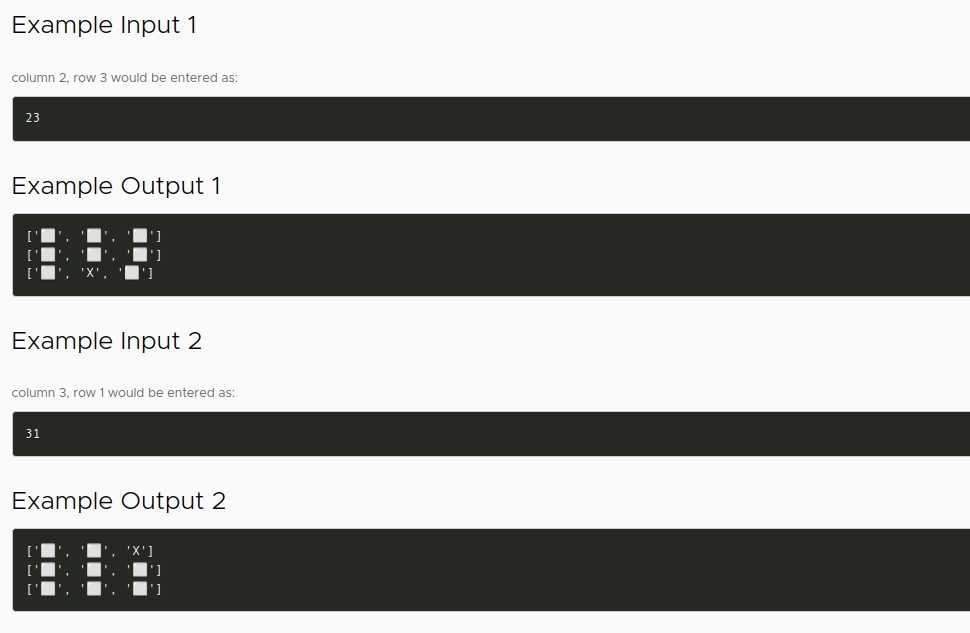 Example Input 1
column 2, row 3 would be entered as:
23
Example Output 1
['⬜', '⬜', '⬜']
['⬜', '⬜', '⬜']
['⬜', 'X', '⬜']
Example Input 2
column 3, row 1 would be entered as:
31
Example Output 2
['⬜', '⬜', 'X']
['⬜', '⬜', '⬜']
['⬜', '⬜', '⬜']